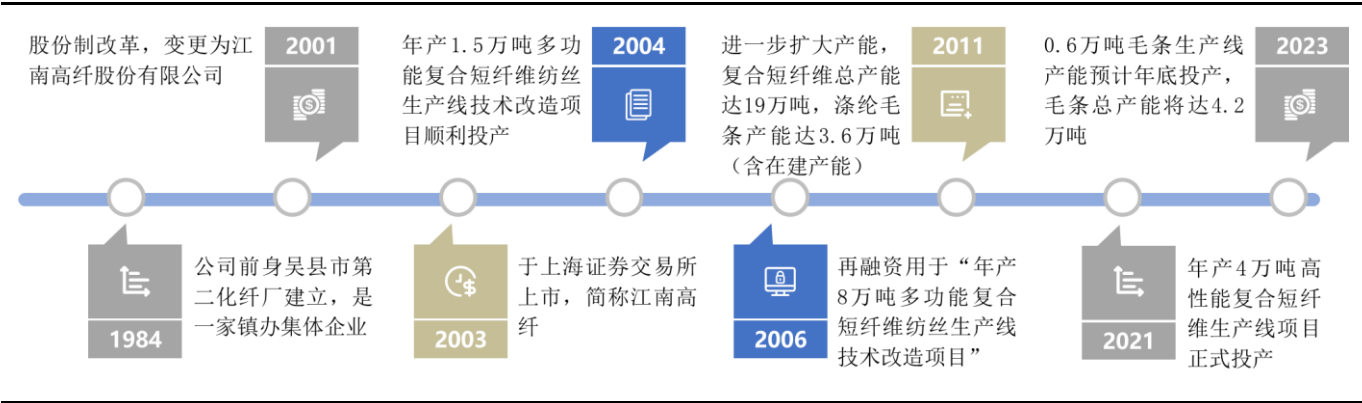 股份制改革，变更为江
南高纤股份有限公司
2001
年产1.5万吨多功
能复合短纤维纺丝
生产线技术改造项
目顺利投产
2004
进一步扩大产能，
复合短纤维总产能
达19万吨，涤纶毛
条产能达3.6万吨
（含在建产能）
2011
0.6万吨毛条生产线
产能预计年底投产，
毛条总产能将达4.2
万吨
2023
1984
公司前身吴县市第
二化纤厂建立，是
一家镇办集体企业
2003
于上海证券交易所
上市，简称江南高
纤
2006
再融资用于“年产
8万吨多功能复合
短纤维纺丝生产线
技术改造项目”
2021
年产4万吨高
性能复合短纤
维生产线项目
正式投产